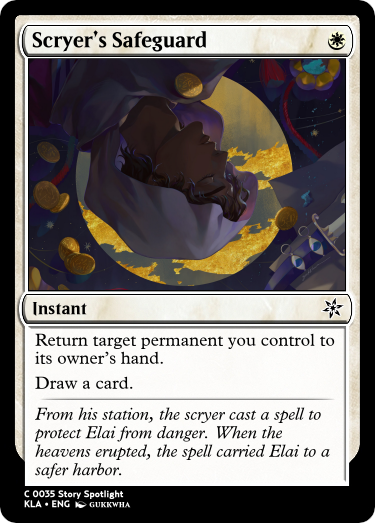 Scryer's Safeguard
Instant
Return target permanent you control to
its owner's hand.
Draw a card.
From his station, the scryer cast a spell to
protect Elai from danger. When the
heavens erupted, the spell carried Elai to a
safer harbor.
C 0035 Story Spotlight
KLA • ENG GUKKWHA